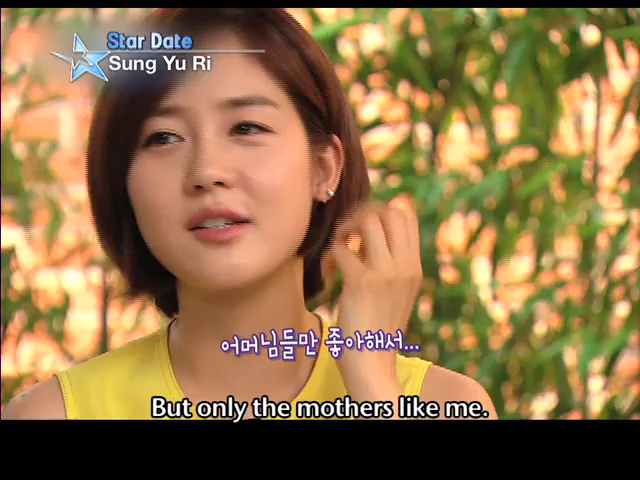 Star Date
Sung Yu Ri
어머님들만 좋아해서...
But only the mothers like me.